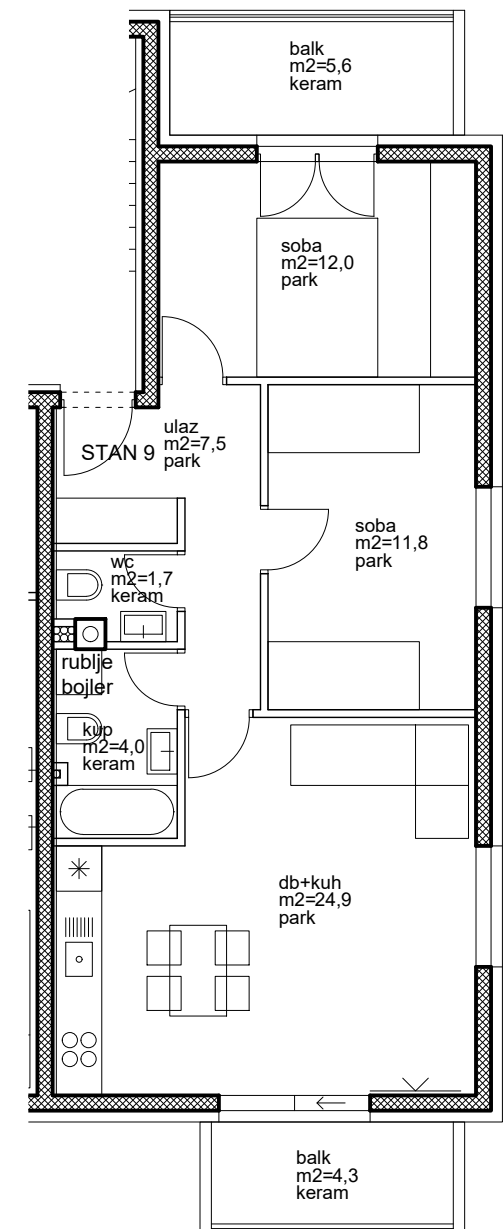 balk
m2=5,6
keram
soba
m2=12,0
park
ulaz
m2=7,5
park
STAN 9
soba
m2=11,8
park
wc
m2=1,7
keram
rublje
bojler
kup
m2=4,0
keram
db+kuh
m2=24,9
park
balk
m2=4,3
keram